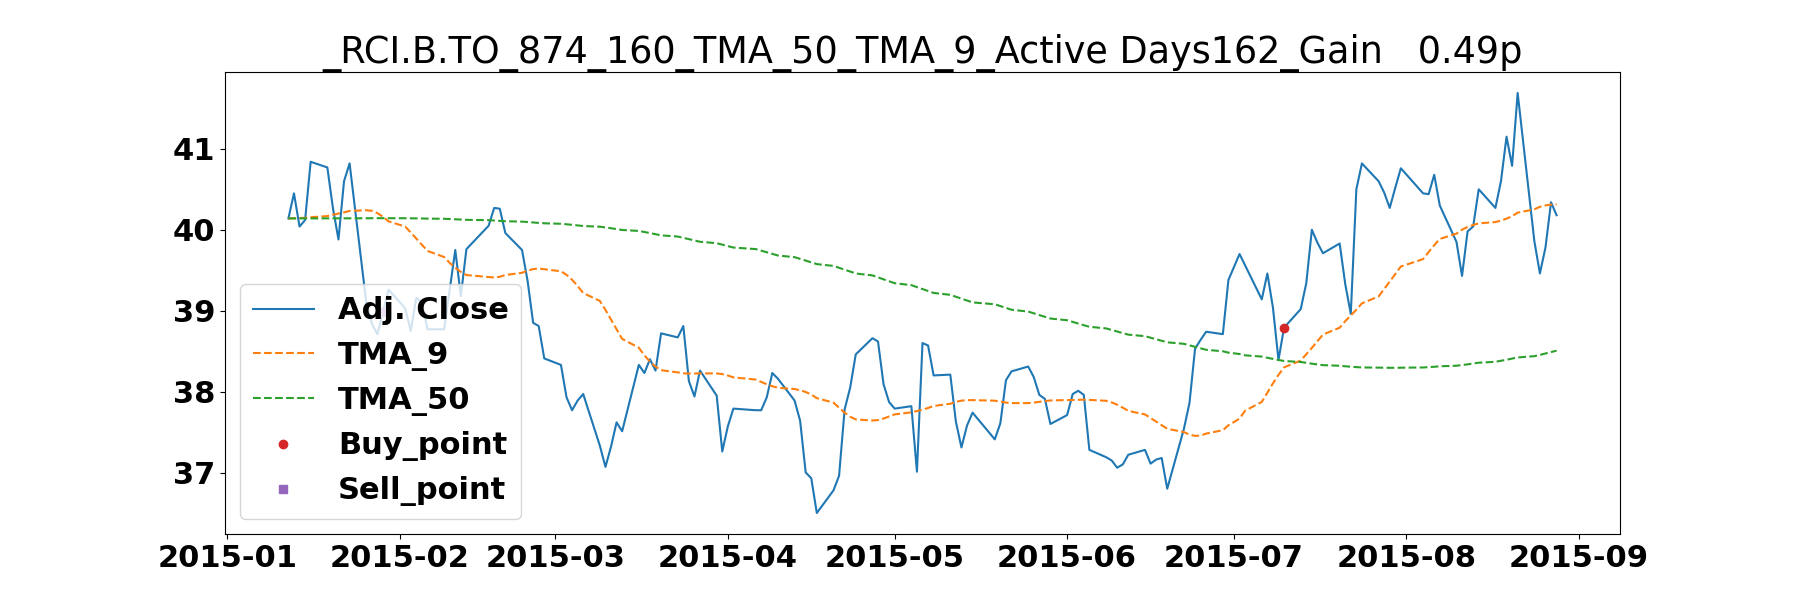 _RCI.B.TO_874_160_TMA_50_TMA_9_Active Days162_Gain   0.49p
41
40
39
38
37
Adj. Close
TMA_9
TMA_50
Buy_point
Sell_point
2015-01 2015-02 2015-03 2015-04 2015-05 2015-06 2015-07 2015-08 2015-09